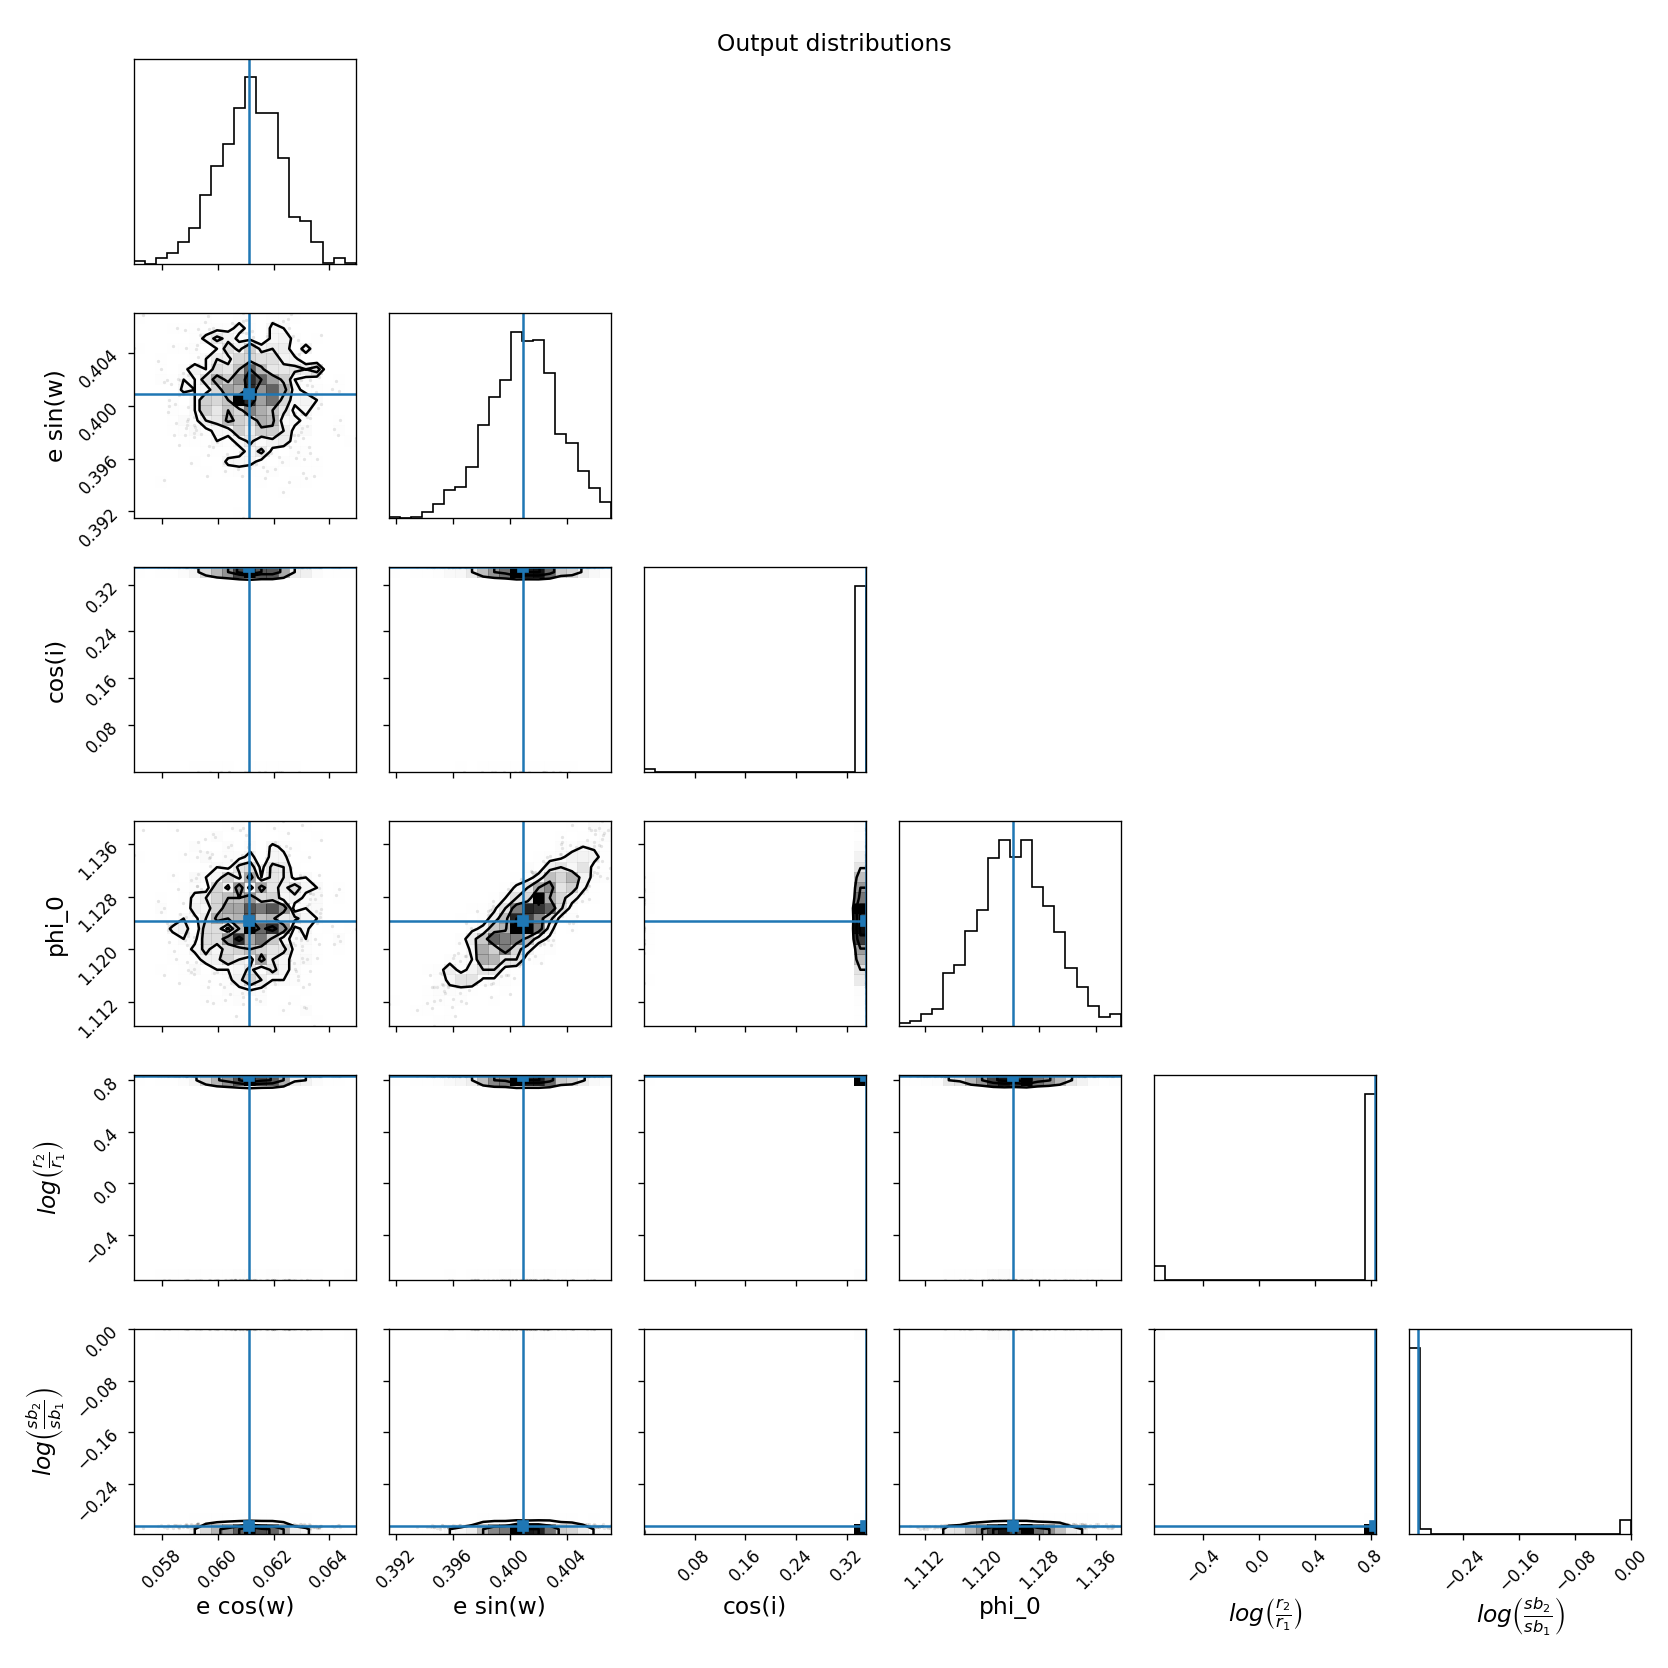 Output distributions
e sin(w)
0.404
0.400
0.396
0.392
cos(i)
0.32
0.24
0.16
0.08
phi_0
1.136
1.128
1.120
1.112
log(r₂/r₁)
0.8
0.4
0.0
−0.4
log(sb₂/sb₁)
0.00
−0.08
−0.16
−0.24
0.058 0.060 0.062 0.064 0.392 0.396 0.400 0.404 0.08 0.16 0.24 0.32 1.112 1.120 1.128 1.136 −0.4 0.0 0.4 0.8 −0.24 −0.16 −0.08 0.00
e cos(w) e sin(w) cos(i) phi_0 log(r₂/r₁) log(sb₂/sb₁)